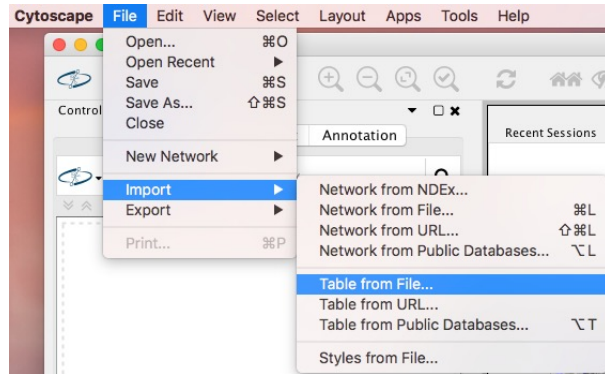 Cytoscape File Edit View Select Layout Apps Tools Help
Open... ⌘O
Open Recent ▶
Save ⌘S
Save As... ⇧⌘S
Close
New Network ▶
Import ▶
Export ▶
Print... ⌘P
Control
Annotation
Recent Sessions
Network from NDEx...
Network from File... ⌘L
Network from URL... ⇧⌘L
Network from Public Databases... ⌥L
Table from File...
Table from URL...
Table from Public Databases... ⌥T
Styles from File...